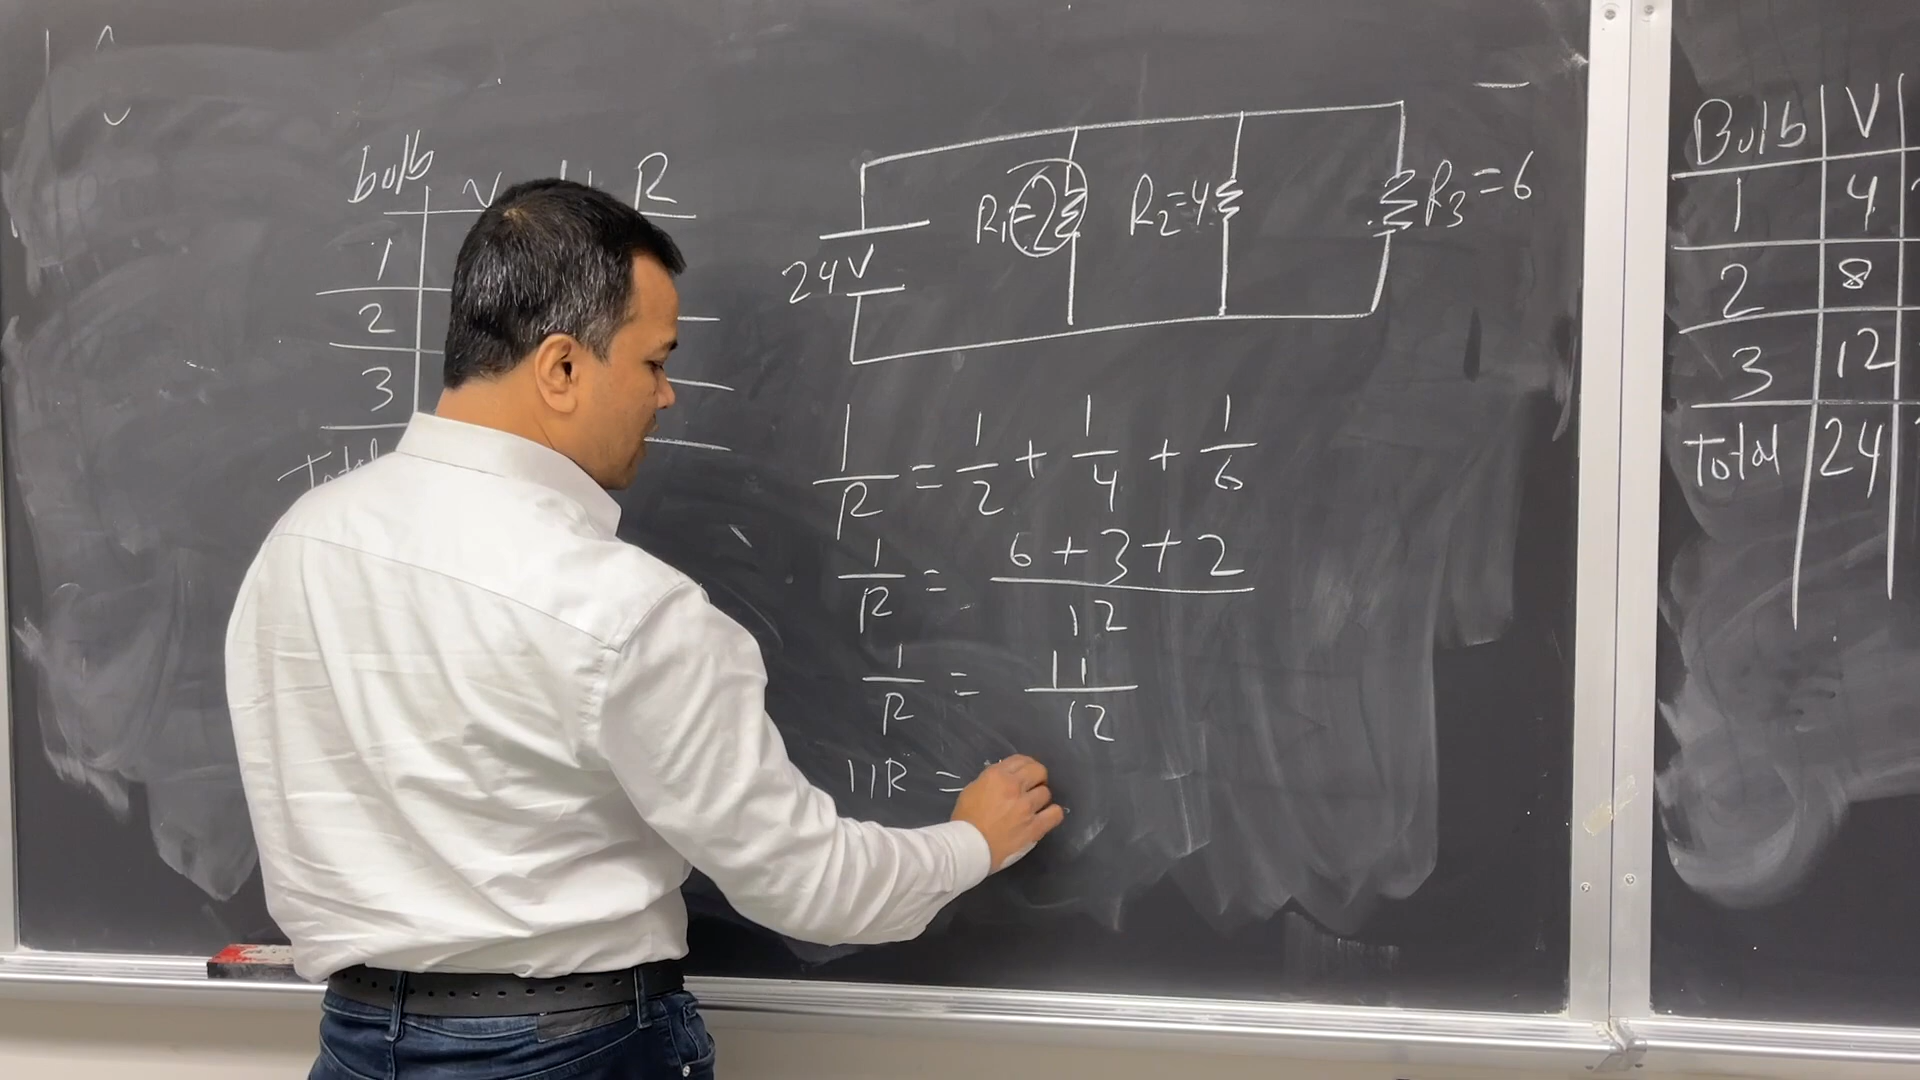 bulb V R
1
2
3
24V
R1=2
R2=4
R3=6
1/R = 1/2 + 1/4 + 1/6
1/R = 6+3+2/12
1/R = 11/12
11R =
Bulb V
1 4
2 8
3 12
Total 24